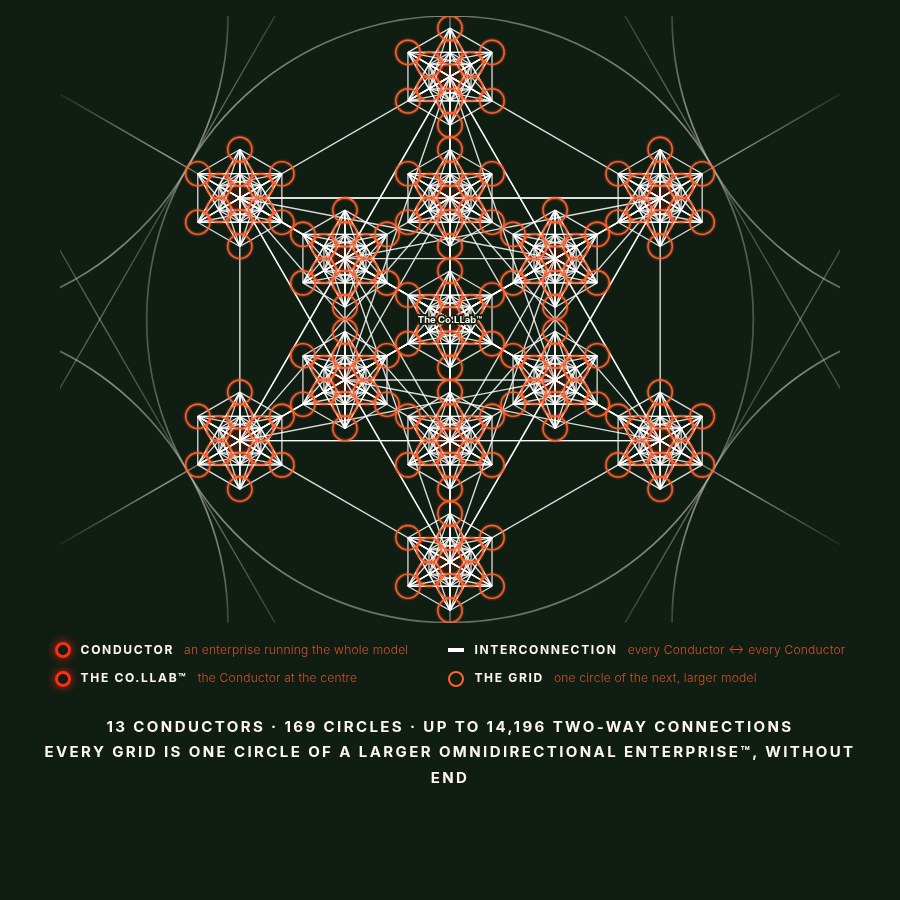 The Co.LLab™
CONDUCTOR an enterprise running the whole model
INTERCONNECTION every Conductor ↔ every Conductor
THE CO.LLAB™ the Conductor at the centre
THE GRID one circle of the next, larger model
13 CONDUCTORS · 169 CIRCLES · UP TO 14,196 TWO-WAY CONNECTIONS
EVERY GRID IS ONE CIRCLE OF A LARGER OMNIDIRECTIONAL ENTERPRISE™, WITHOUT
END